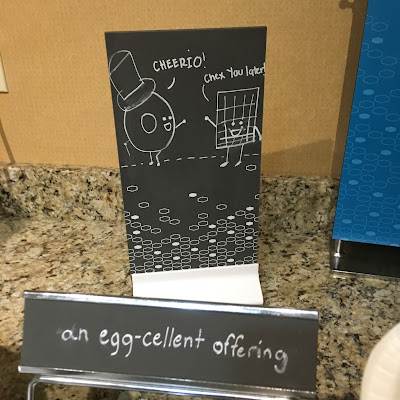 CHEERIO!
Chex You later!
an egg-cellent offering